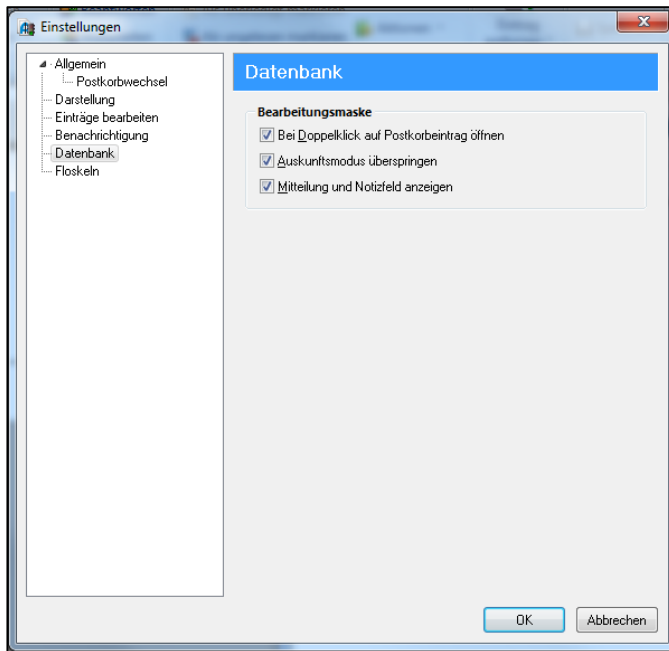 Einstellungen
Allgemein
Postkorbwechsel
Darstellung
Einträge bearbeiten
Benachrichtigung
Datenbank
Floskeln
Datenbank
Bearbeitungsmaske
Bei Doppelklick auf Postkorbeintrag öffnen
Auskunftsmodus überspringen
Mitteilung und Notizfeld anzeigen
OK
Abbrechen